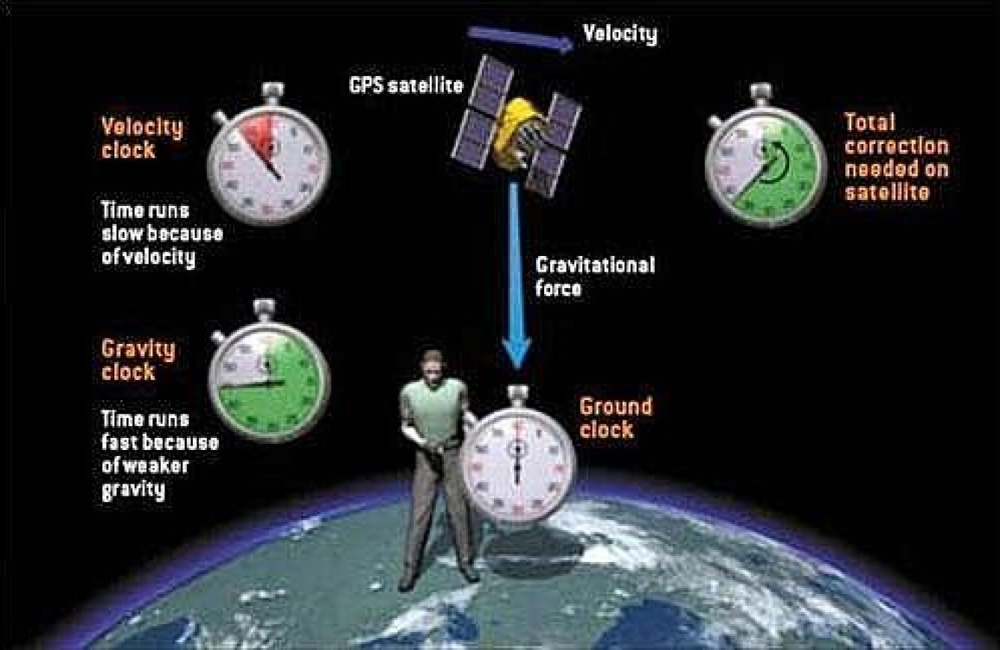 Velocity
GPS satellite
Velocity
clock
Time runs
slow because
of velocity
Total
correction
needed on
satellite
Gravitational
force
Gravity
clock
Time runs
fast because
of weaker
gravity
Ground
clock